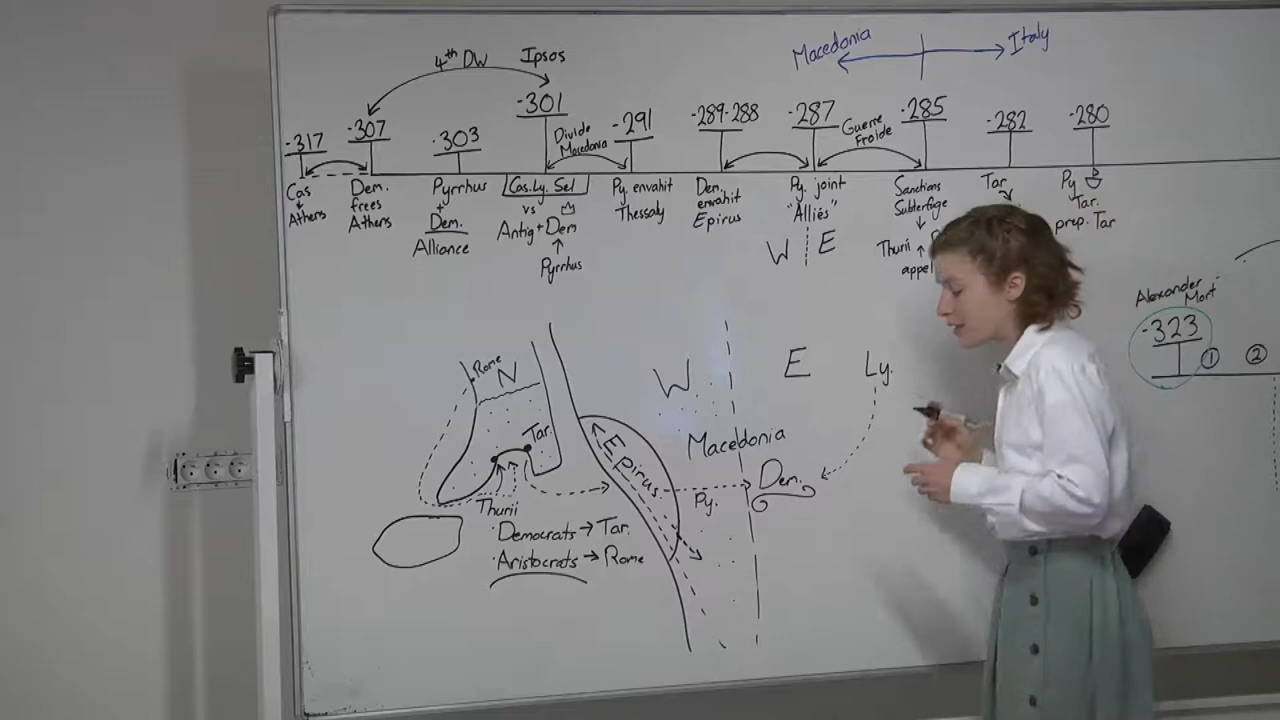 Macedonia
Italy
4th DW
Ipsos
-317
-307
-303
-301
-291
-289-288
-287
-285
-282
-280
Divide
Macedonia
Guerre
Froide
Cas
Athens
Dem.
frees
Athens
Pyrrhus
+
Dem.
Alliance
Cas. Ly. Sel
vs
Antig + Dem
Pyrrhus
Py. envahit
Thessaly
Dem.
envahit
Epirus
Py. joint
"Alliés"
W E
Sanctions
Subterfuge
Thurii
appel
Tar
Py
Tar.
prep. Tar
Alexander
Mort
-323
1 2
Rome
N
Tar.
Thurii
· Democrats → Tar.
· Aristocrats → Rome
Epirus
W
E
Ly.
Macedonia
Dem.
Py.